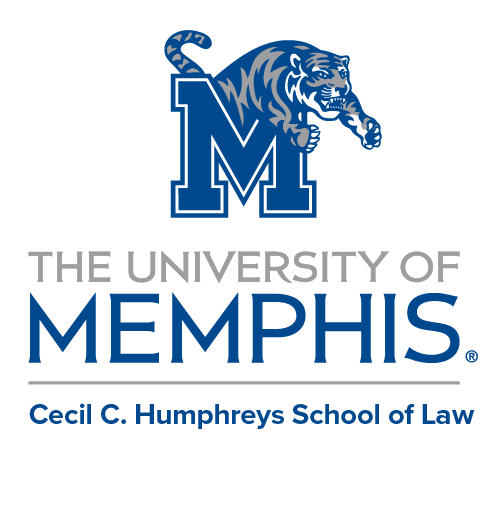 M
THE UNIVERSITY OF
MEMPHIS®
Cecil C. Humphreys School of Law